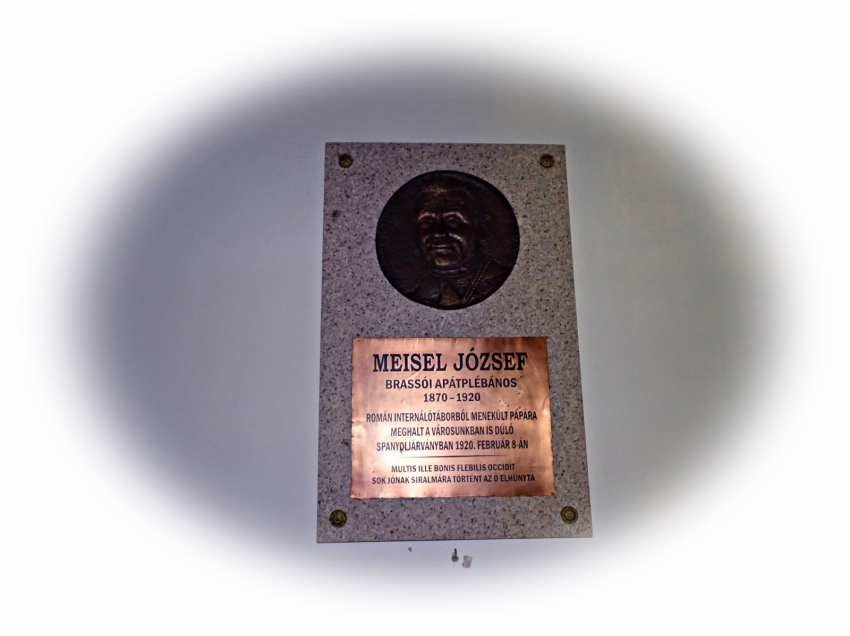 MEISEL JÓZSEF
BRASSÓI APÁTPLÉBÁNOS
1870 – 1920
ROMÁN INTERNÁLÓTÁBORBÓL MENEKÜLT PÁPÁRA
MEGHALT A VÁROSUNKBAN IS DÚLÓ
SPANYOLJÁRVÁNYBAN 1920. FEBRUÁR 8-ÁN
MULTIS ILLE BONIS FLEBILIS OCCIDIT
SOK JÓNAK SIRALMÁRA TÖRTÉNT AZ Ő ELHUNYTA